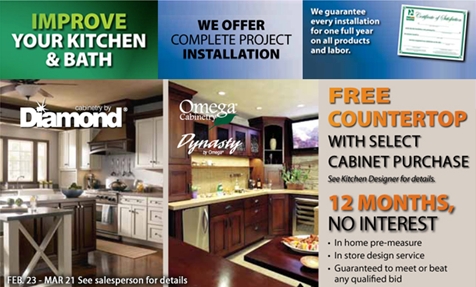 IMPROVE
YOUR KITCHEN
& BATH
WE OFFER
COMPLETE PROJECT
INSTALLATION
We guarantee
every installation
for one full year
on all products
and labor.
Certificate of Satisfaction
cabinetry by
Diamond®
Omega®
Cabinetry
Dynasty
by Omega®
FREE
COUNTERTOP
WITH SELECT
CABINET PURCHASE
See Kitchen Designer for details.
12 MONTHS,
NO INTEREST
• In home pre-measure
• In store design service
• Guaranteed to meet or beat
any qualified bid
FEB. 23 - MAR 21 See salesperson for details